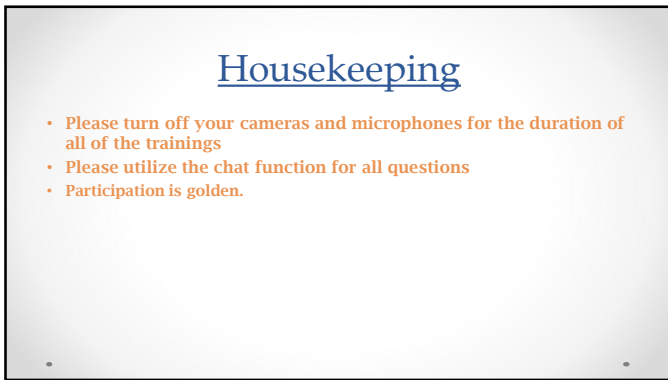 Housekeeping
• Please turn off your cameras and microphones for the duration of
all of the trainings
• Please utilize the chat function for all questions
• Participation is golden.